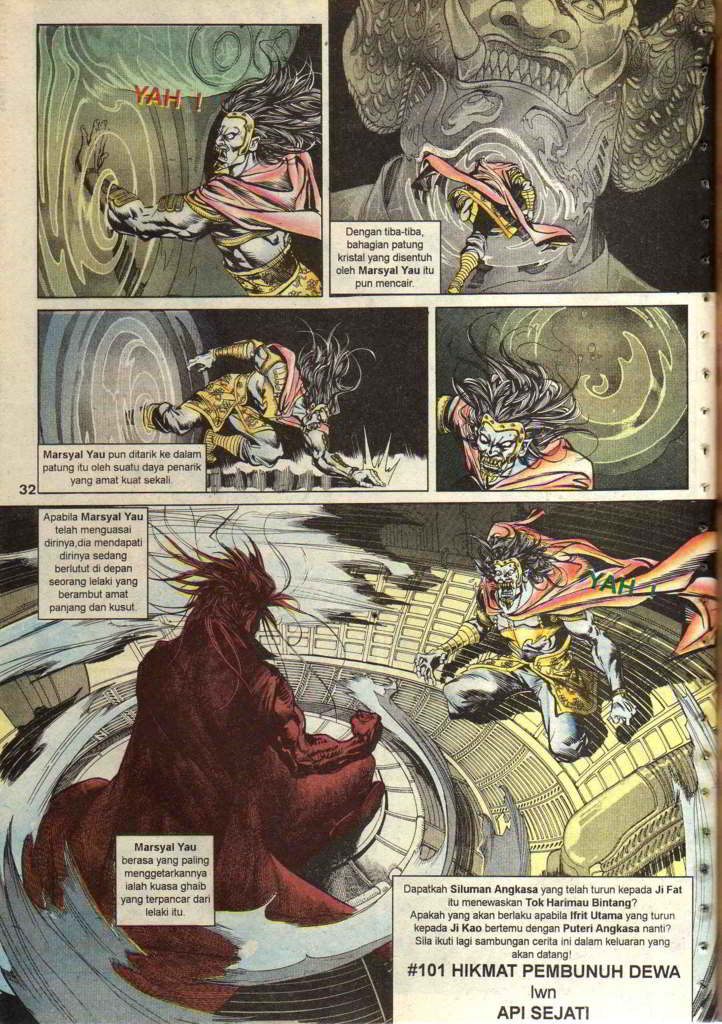 YAH !
Dengan tiba-tiba,
bahagian patung
kristal yang disentuh
oleh Marsyal Yau itu
pun mencair.
Marsyal Yau pun ditarik ke dalam
patung itu oleh suatu daya penarik
yang amat kuat sekali.
32
Apabila Marsyal Yau
telah menguasai
dirinya,dia mendapati
dirinya sedang
berlutut di depan
seorang lelaki yang
berambut amat
panjang dan kusut.
YAH !
Marsyal Yau
berasa yang paling
menggetarkannya
ialah kuasa ghaib
yang terpancar dari
lelaki itu.
Dapatkah Siluman Angkasa yang telah turun kepada Ji Fat
itu menewaskan Tok Harimau Bintang?
Apakah yang akan berlaku apabila Ifrit Utama yang turun
kepada Ji Kao bertemu dengan Puteri Angkasa nanti?
Sila ikuti lagi sambungan cerita ini dalam keluaran yang
akan datang!
#101 HIKMAT PEMBUNUH DEWA
lwn
API SEJATI